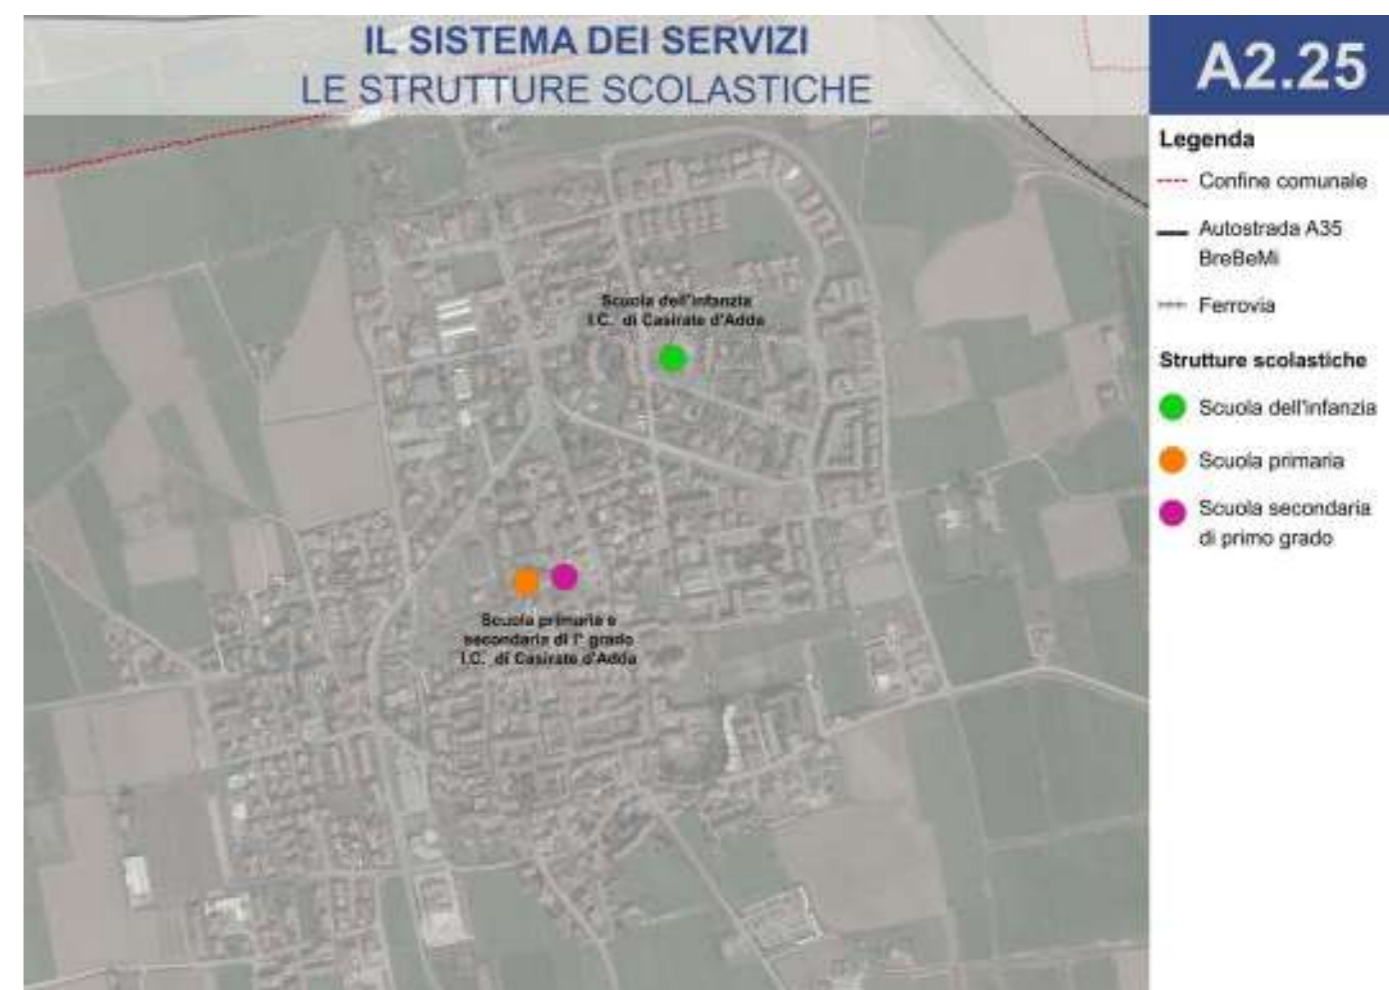 IL SISTEMA DEI SERVIZI
LE STRUTTURE SCOLASTICHE
A2.25
Legenda
Confine comunale
Autostrada A35
BreBeMi
Ferrovia
Strutture scolastiche
Scuola dell'infanzia
Scuola primaria
Scuola secondaria
di primo grado
Scuola dell'infanzia
I.C. di Casirate d'Adda
Scuola primaria e
secondaria di I° grado
I.C. di Casirate d'Adda